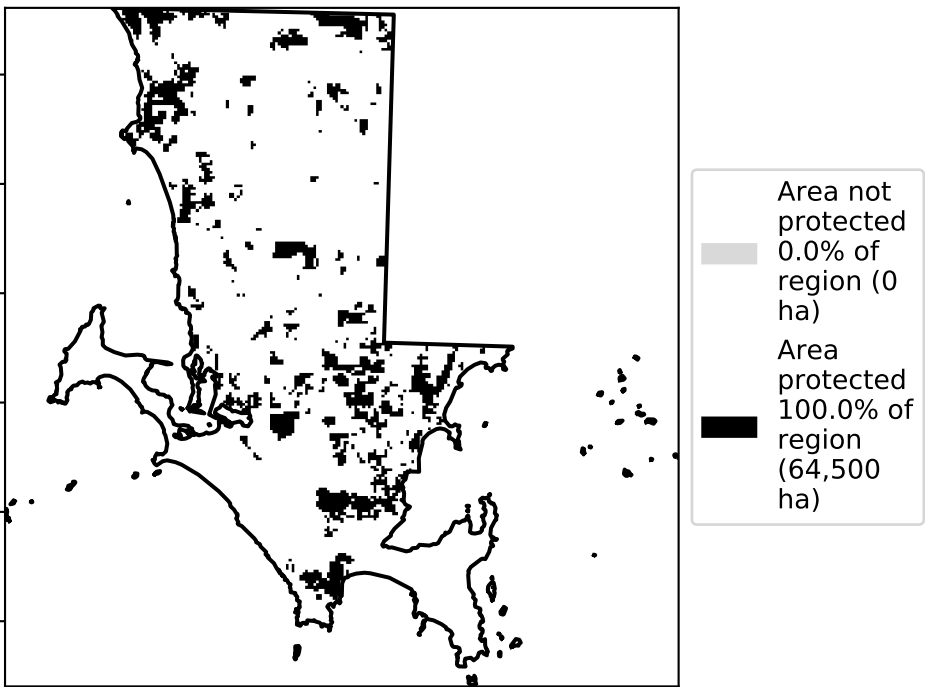 Area not
protected
0.0% of
region (0
ha)
Area
protected
100.0% of
region
(64,500
ha)